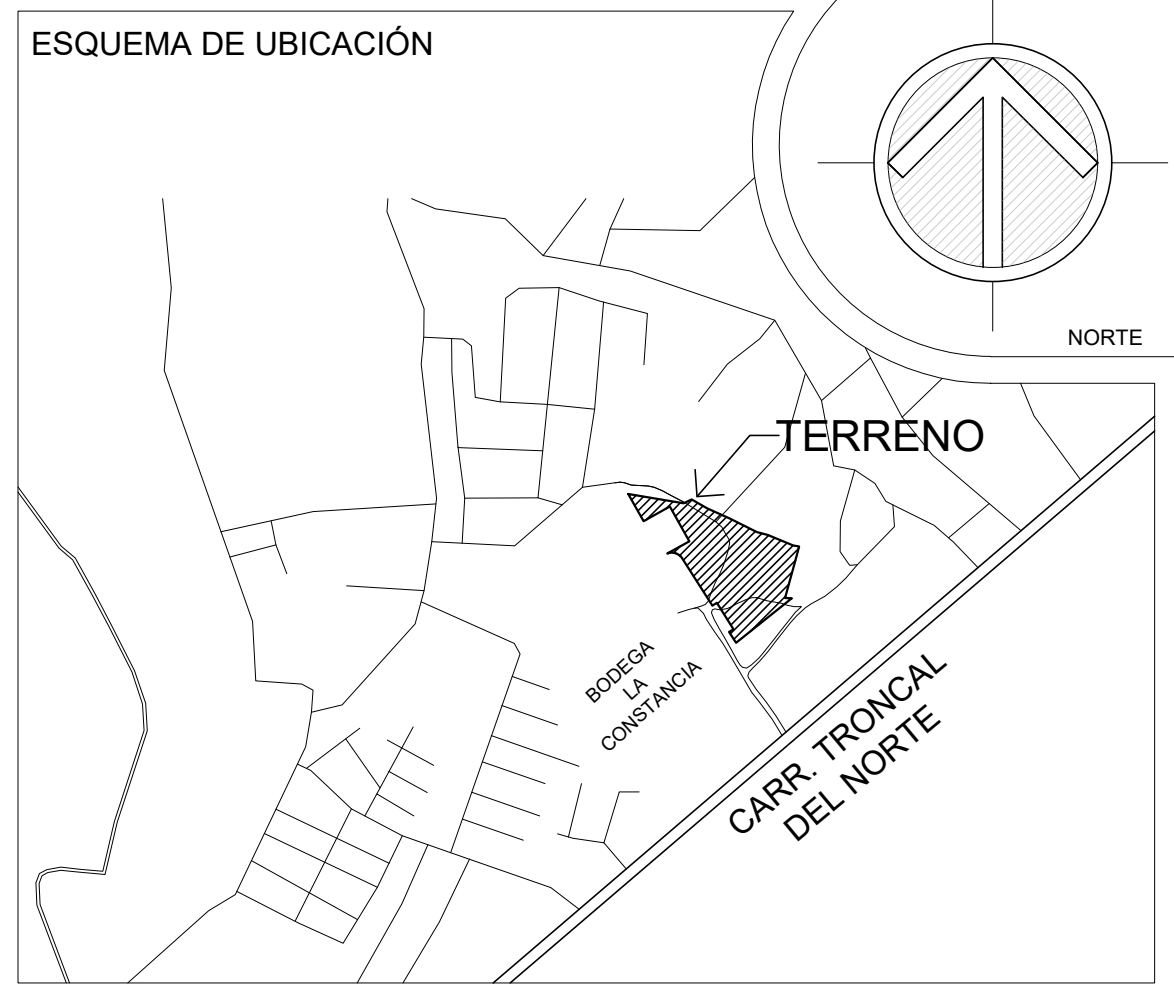 ESQUEMA DE UBICACIÓN
NORTE
TERRENO
BODEGA
LA
CONSTANCIA
CARR. TRONCAL
DEL NORTE